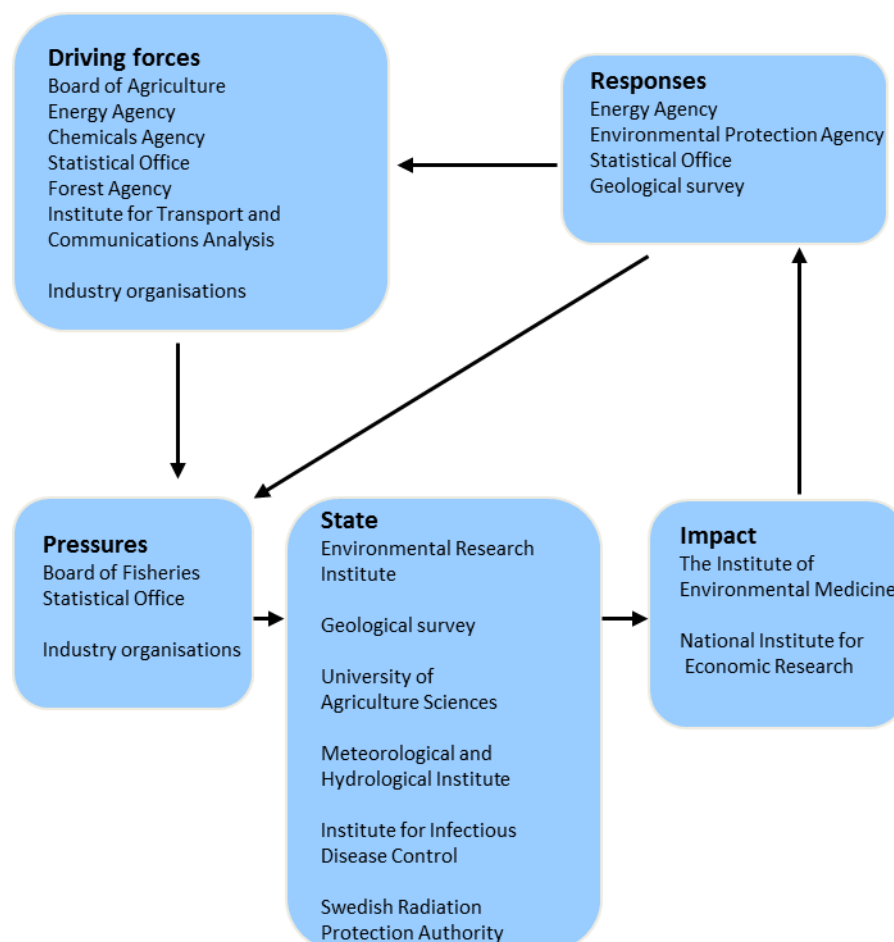 Driving forces
Board of Agriculture
Energy Agency
Chemicals Agency
Statistical Office
Forest Agency
Institute for Transport and
Communications Analysis
Industry organisations
Responses
Energy Agency
Environmental Protection Agency
Statistical Office
Geological survey
Pressures
Board of Fisheries
Statistical Office
Industry organisations
State
Environmental Research
Institute
Geological survey
University of
Agriculture Sciences
Meteorological and
Hydrological Institute
Institute for Infectious
Disease Control
Swedish Radiation
Protection Authority
Impact
The Institute of
Environmental Medicine
National Institute for
Economic Research